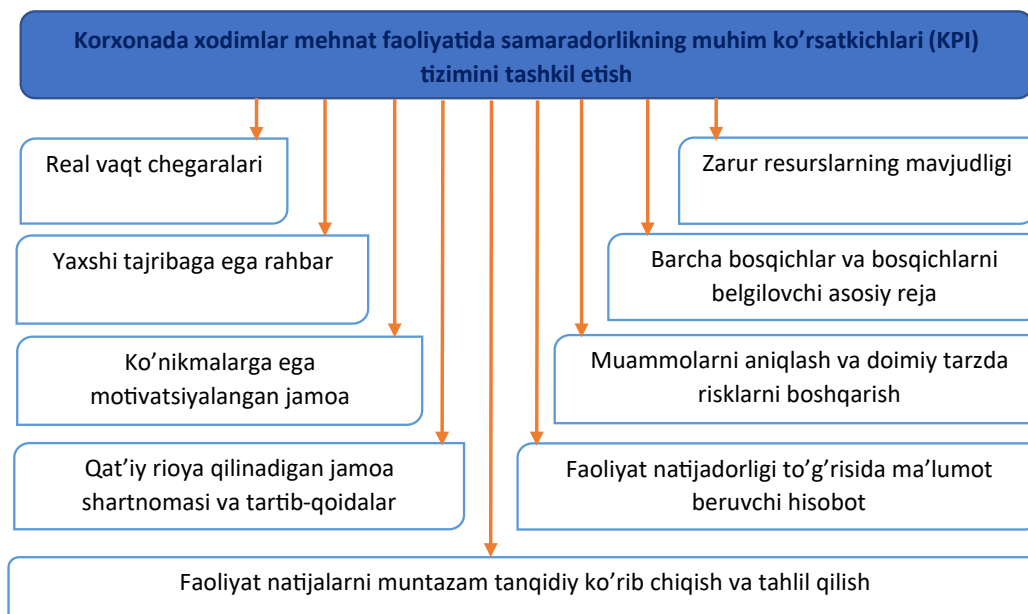 Korxonada xodimlar mehnat faoliyatida samaradorlikning muhim ko’rsatkichlari (KPI)
tizimini tashkil etish
Real vaqt chegaralari
Zarur resurslarning mavjudligi
Yaxshi tajribaga ega rahbar
Barcha bosqichlar va bosqichlarni
belgilovchi asosiy reja
Ko’nikmalarga ega
motivatsiyalangan jamoa
Muammolarni aniqlash va doimiy tarzda
risklarni boshqarish
Qat’iy rioya qilinadigan jamoa
shartnomasi va tartib-qoidalar
Faoliyat natijadorligi to’g’risida ma’lumot
beruvchi hisobot
Faoliyat natijalarni muntazam tanqidiy ko’rib chiqish va tahlil qilish